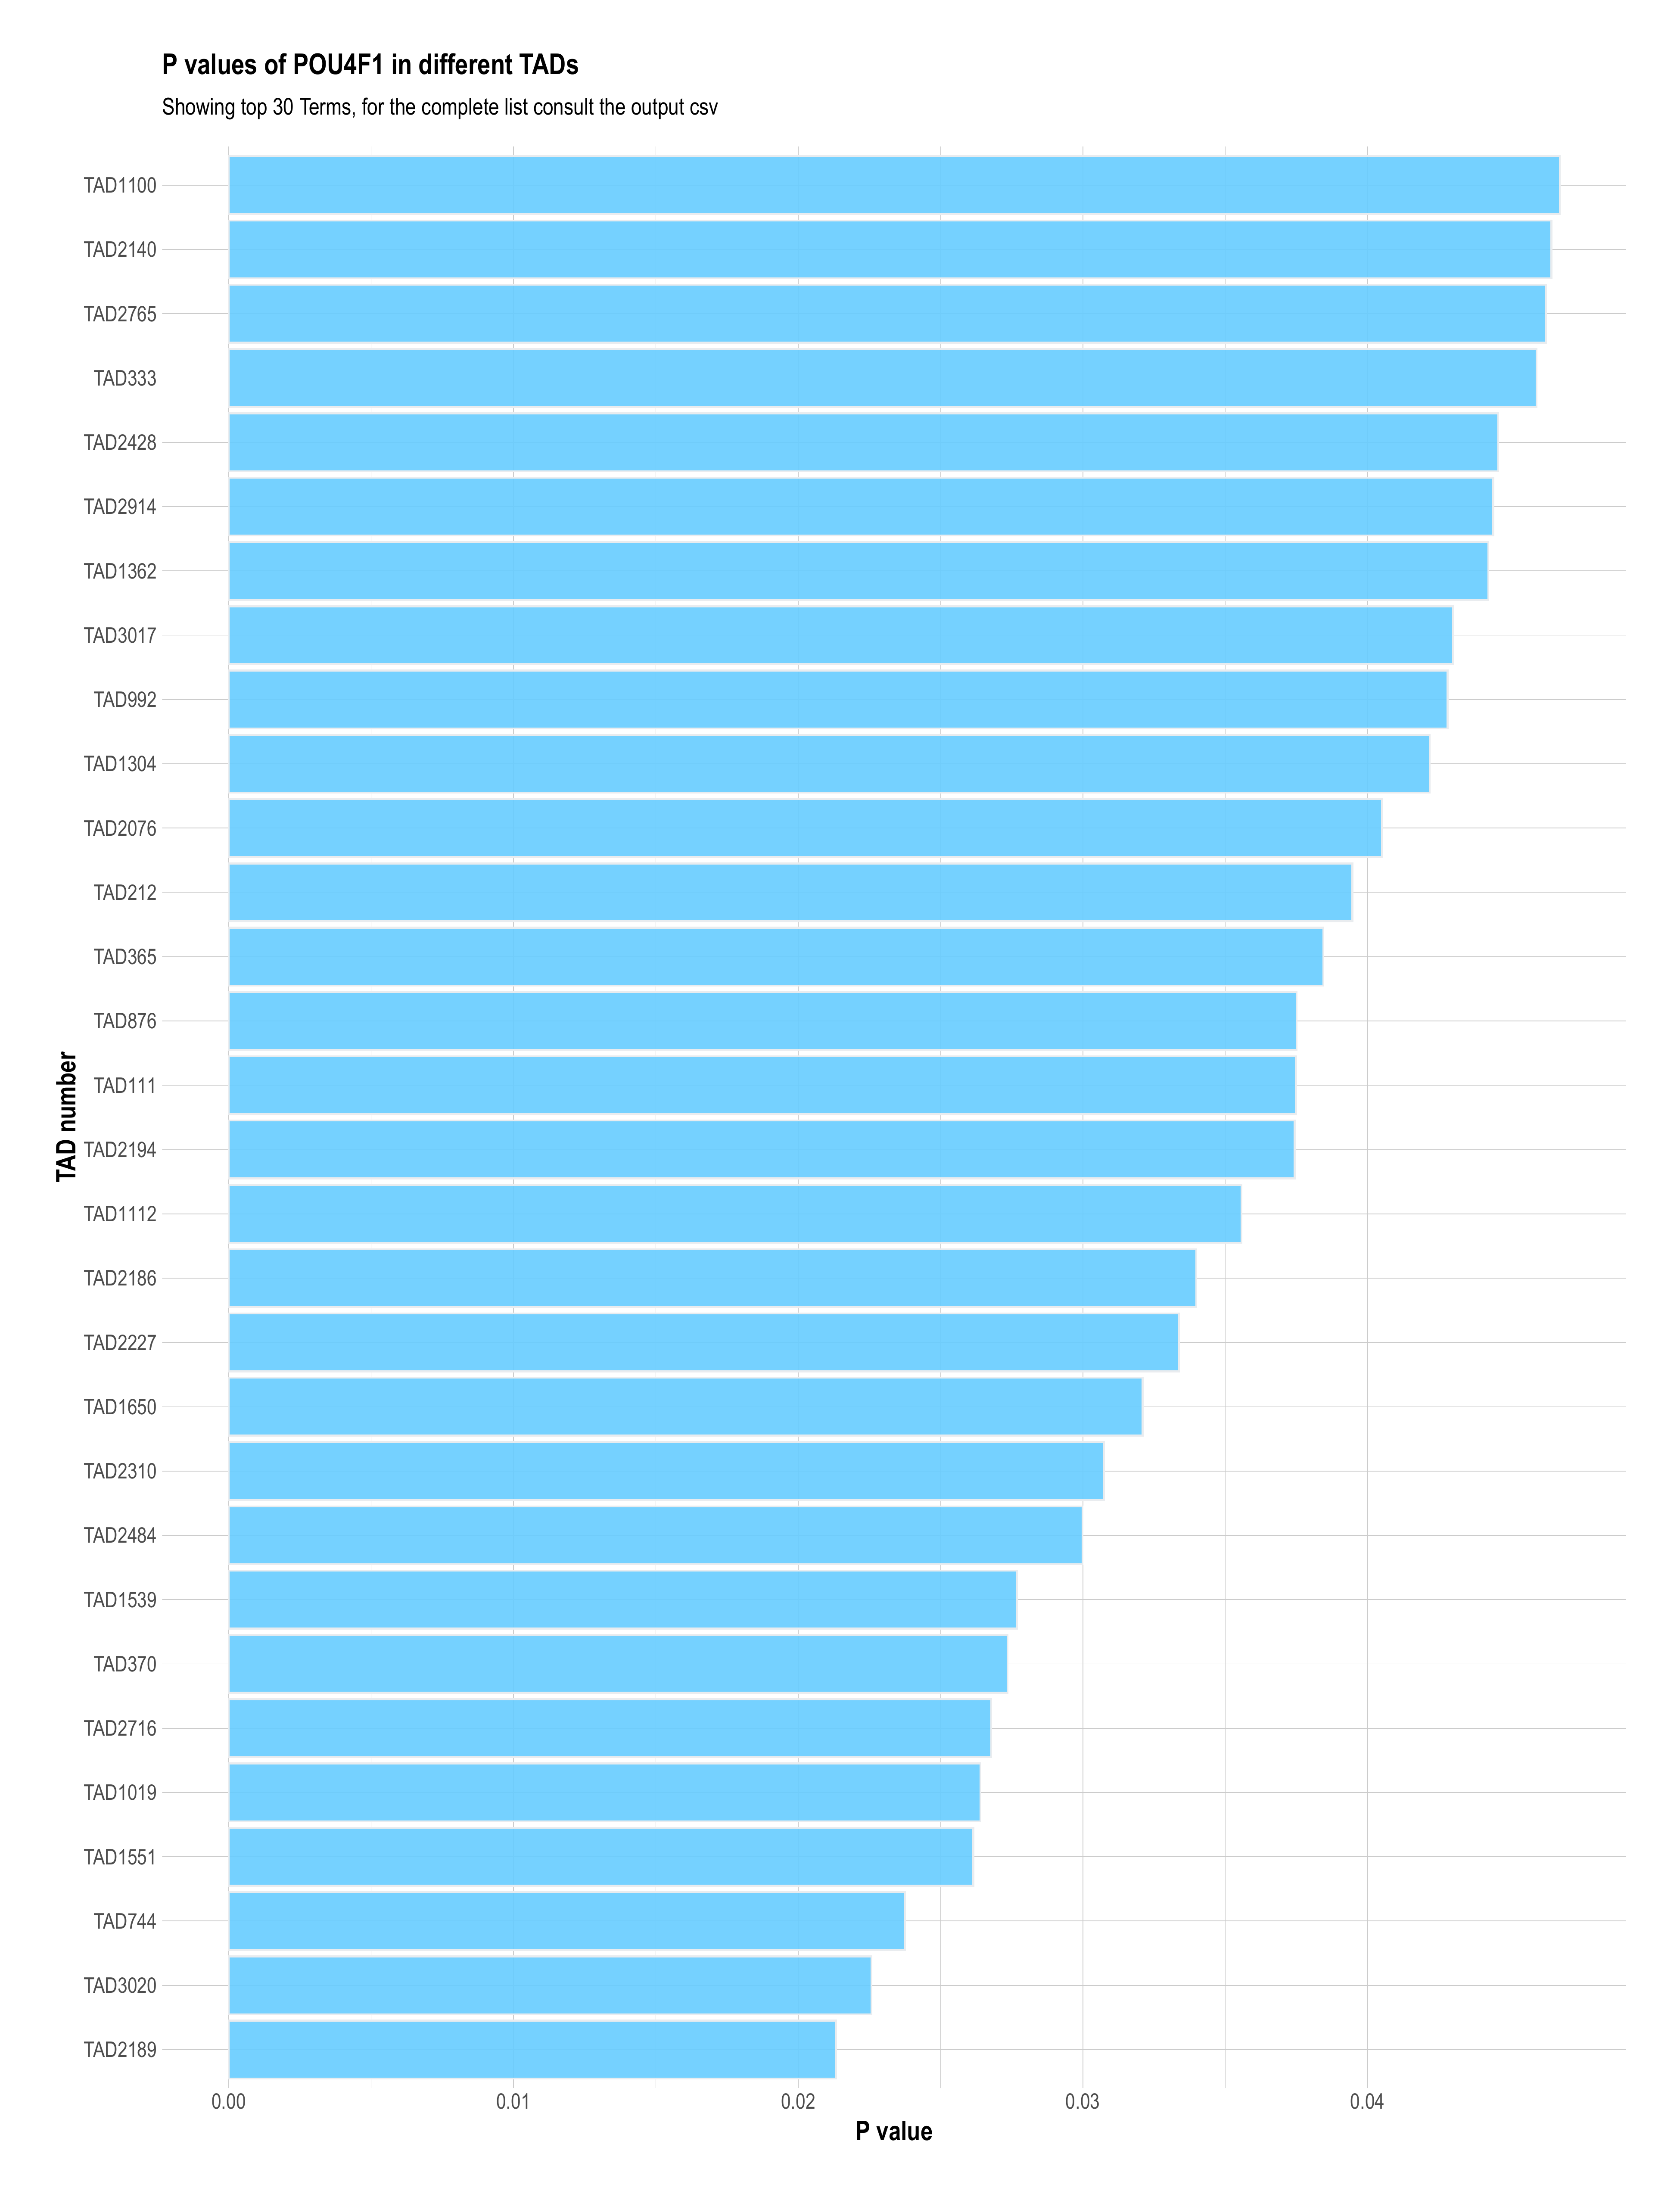 P values of POU4F1 in different TADs
Showing top 30 Terms, for the complete list consult the output csv
TAD1100
TAD2140
TAD2765
TAD333
TAD2428
TAD2914
TAD1362
TAD3017
TAD992
TAD1304
TAD2076
TAD212
TAD365
TAD876
TAD111
TAD2194
TAD1112
TAD2186
TAD2227
TAD1650
TAD2310
TAD2484
TAD1539
TAD370
TAD2716
TAD1019
TAD1551
TAD744
TAD3020
TAD2189
TAD number
0.00 0.01 0.02 0.03 0.04
P value